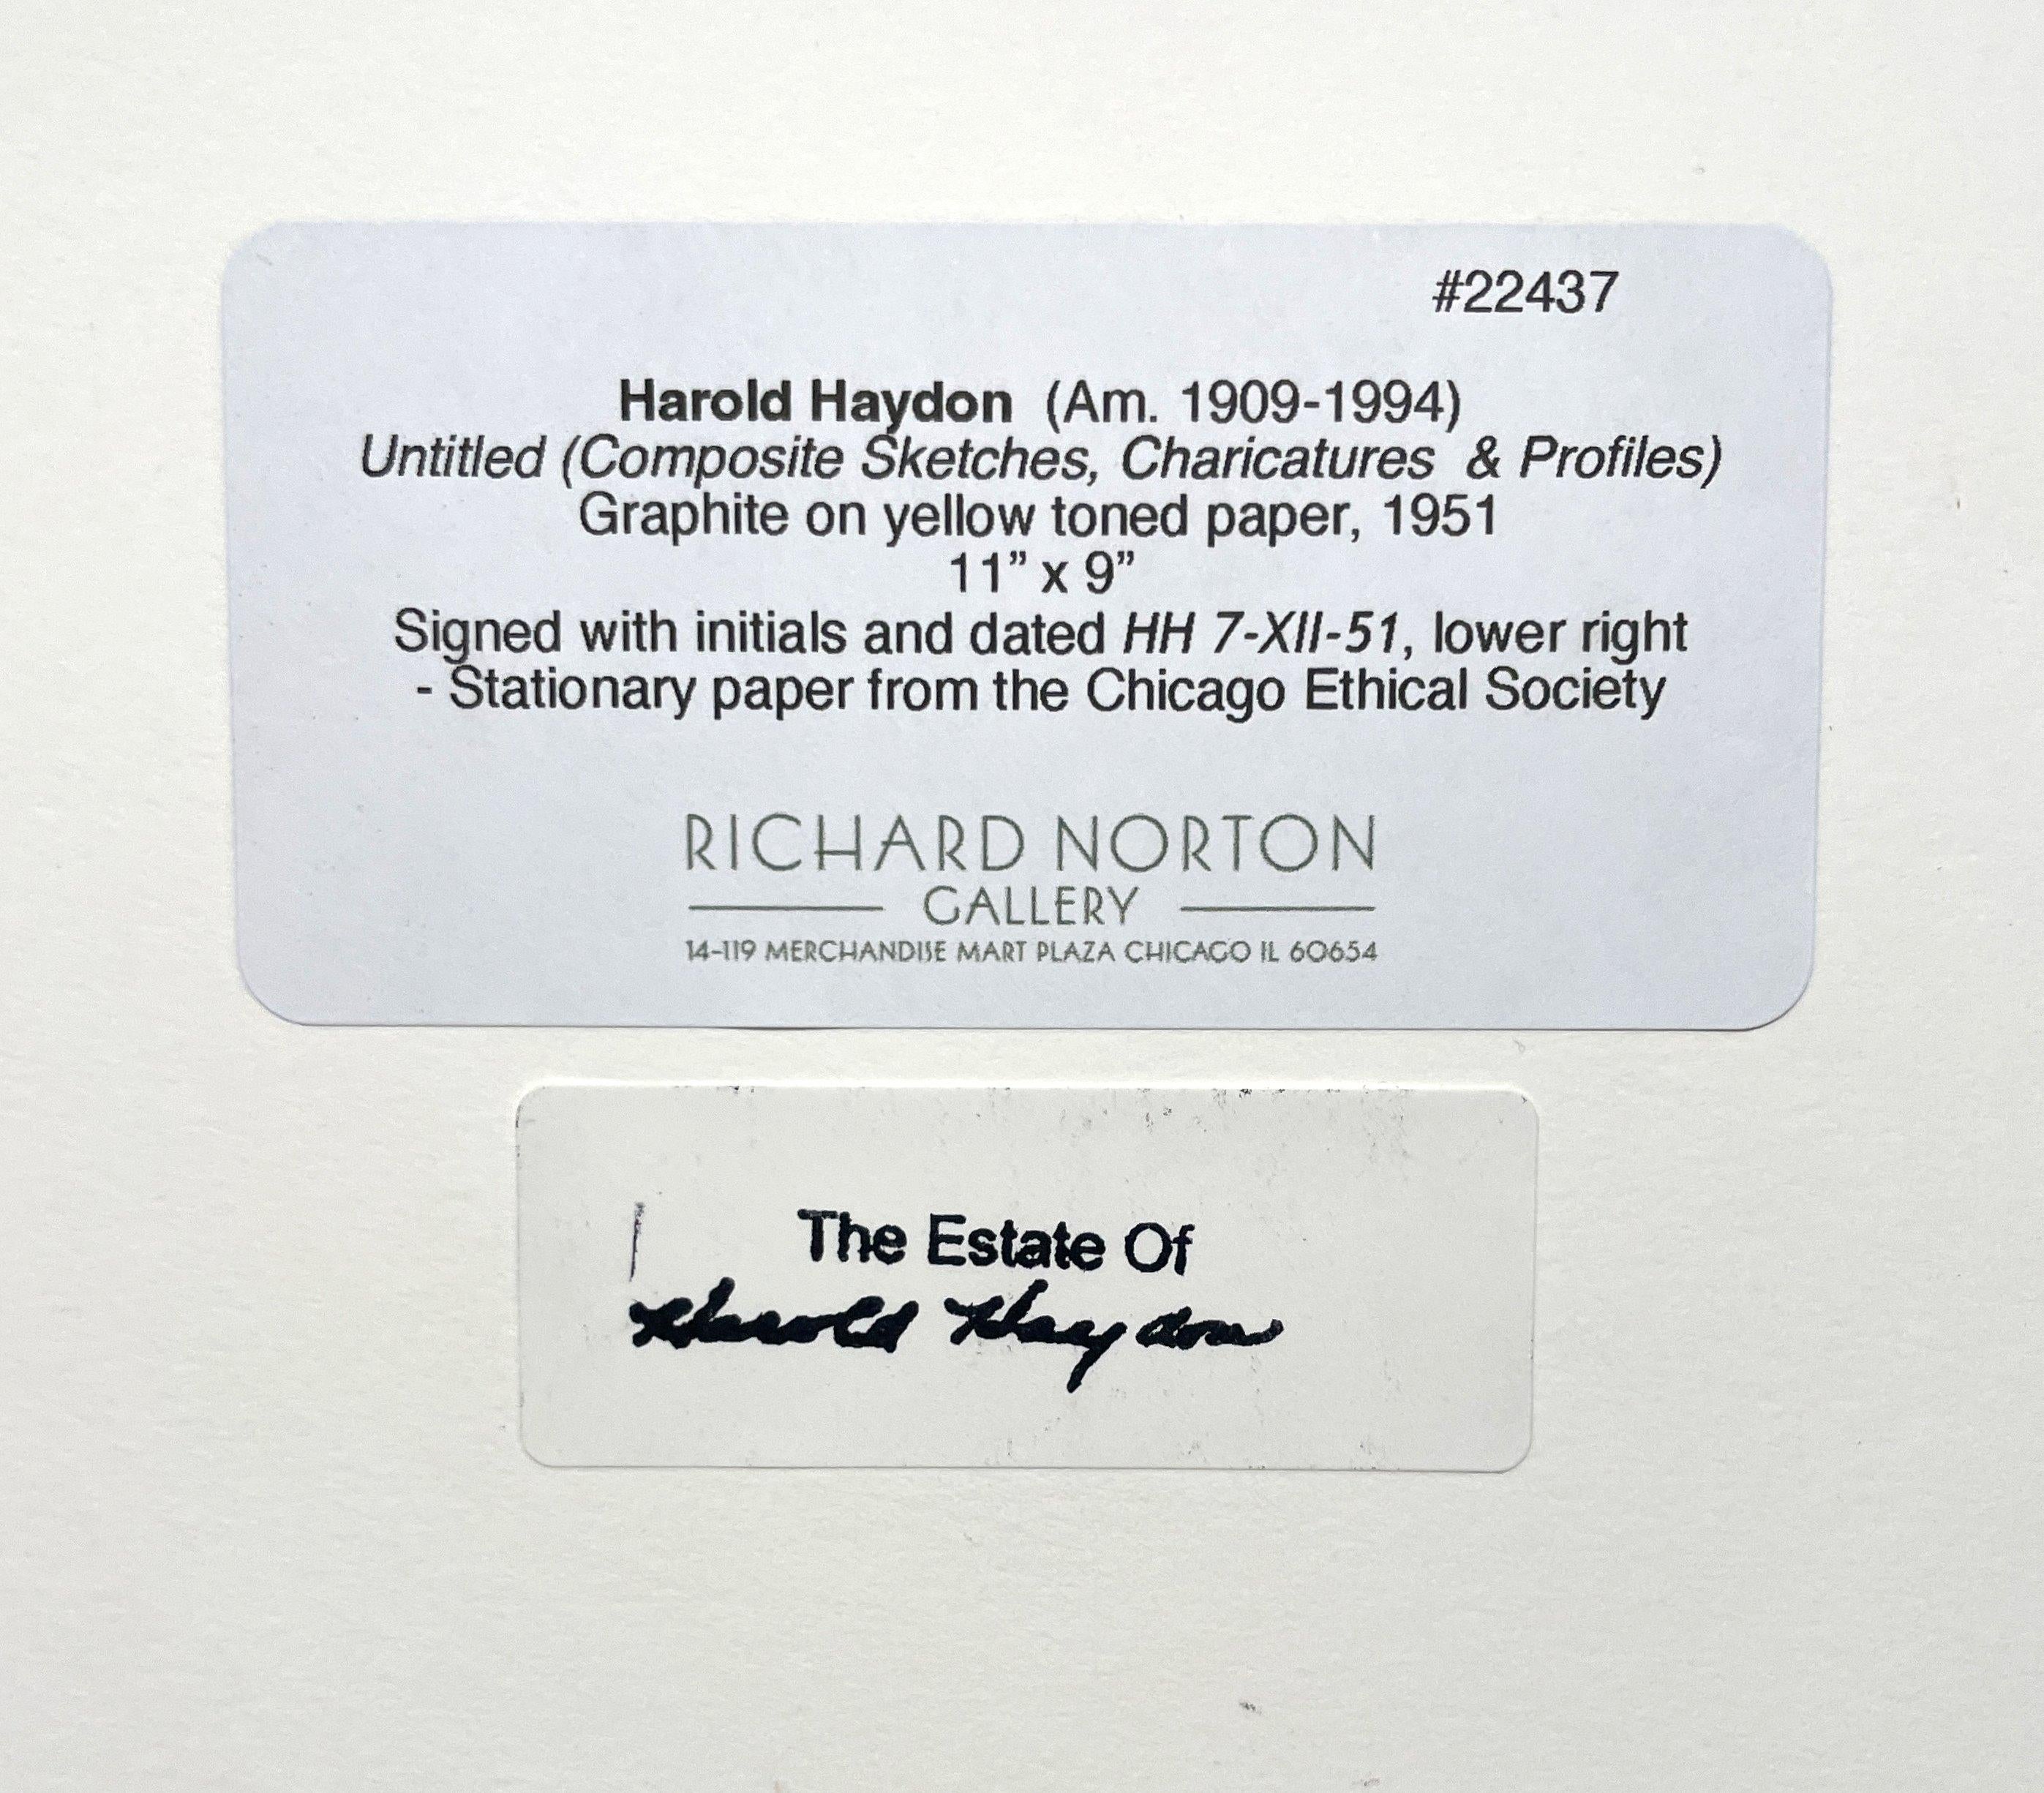 #22437
Harold Haydon (Am. 1909-1994)
Untitled (Composite Sketches, Charicatures & Profiles)
Graphite on yellow toned paper, 1951
11” x 9”
Signed with initials and dated HH 7-XII-51, lower right
- Stationary paper from the Chicago Ethical Society
RICHARD NORTON
GALLERY
14-119 MERCHANDISE MART PLAZA CHICAGO IL 60654
The Estate Of
Harold Haydon